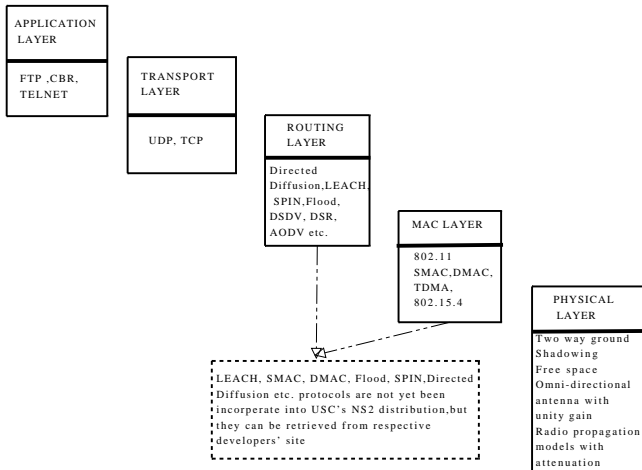 APPLICATION
LAYER
FTP ,CBR,
TELNET
TRANSPORT
LAYER
UDP, TCP
ROUTING
LAYER
Directed
Diffusion,LEACH,
SPIN,Flood,
DSDV, DSR,
AODV etc.
MAC LAYER
802.11
SMAC,DMAC,
TDMA,
802.15.4
PHYSICAL
LAYER
Two way ground
Shadowing
Free space
Omni-directional
antenna with
unity gain
Radio propagation
models with
attenuation
LEACH, SMAC, DMAC, Flood, SPIN,Directed
Diffusion etc. protocols are not yet been
incorperate into USC's NS2 distribution,but
they can be retrieved from respective
developers' site